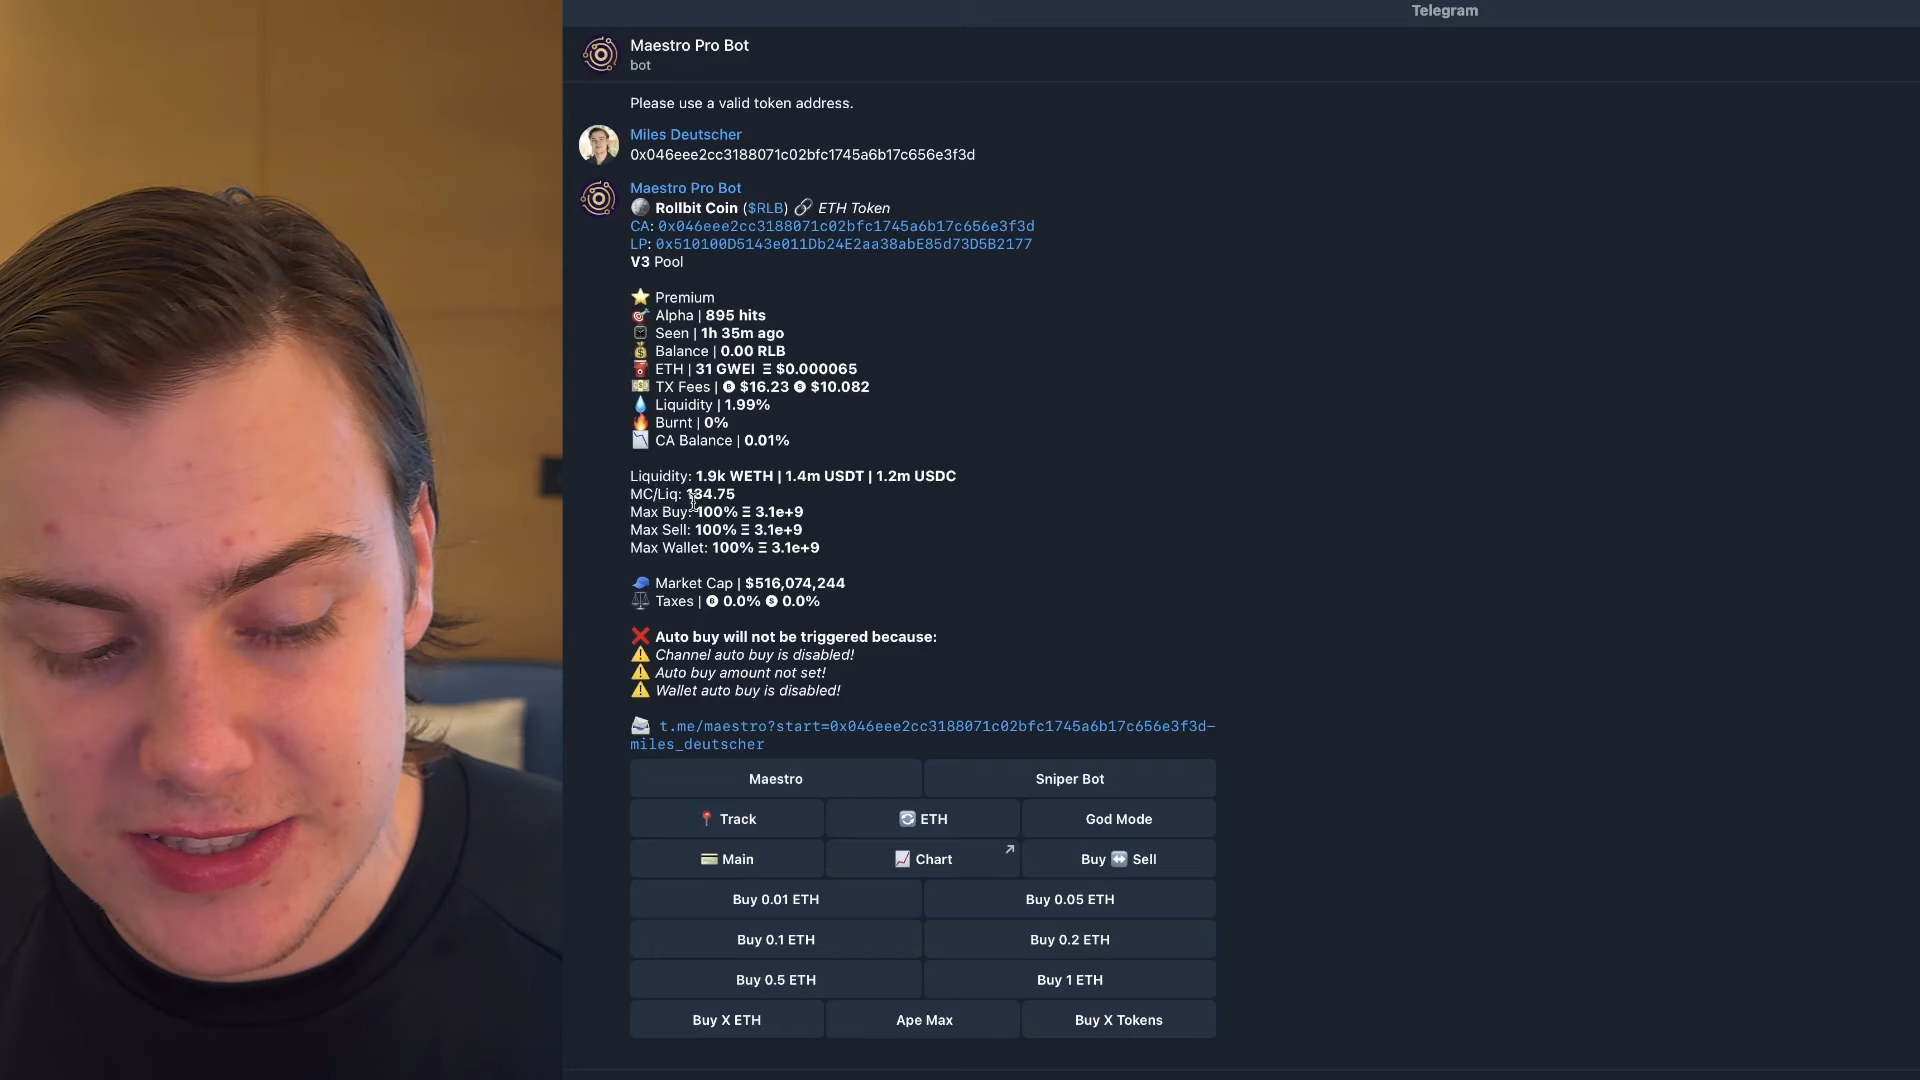 Telegram
Maestro Pro Bot
bot
Please use a valid token address.
Miles Deutscher
0x046eee2cc3188071c02bfc1745a6b17c656e3f3d
Maestro Pro Bot
Rollbit Coin ($RLB) 🔗 ETH Token
CA: 0x046eee2cc3188071c02bfc1745a6b17c656e3f3d
LP: 0x510100D5143e011Db24E2aa38abE85d73D5B2177
V3 Pool
⭐ Premium
🎯 Alpha | 895 hits
Seen | 1h 35m ago
💰 Balance | 0.00 RLB
⛽ ETH | 31 GWEI Ξ $0.000065
💵 TX Fees | 🅑 $16.23 🅢 $10.082
💧 Liquidity | 1.99%
🔥 Burnt | 0%
📉 CA Balance | 0.01%
Liquidity: 1.9k WETH | 1.4m USDT | 1.2m USDC
MC/Liq: 134.75
Max Buy: 100% Ξ 3.1e+9
Max Sell: 100% Ξ 3.1e+9
Max Wallet: 100% Ξ 3.1e+9
🧢 Market Cap | $516,074,244
⚖️ Taxes | 🅑 0.0% 🅢 0.0%
❌ Auto buy will not be triggered because:
⚠️ Channel auto buy is disabled!
⚠️ Auto buy amount not set!
⚠️ Wallet auto buy is disabled!
📨 t.me/maestro?start=0x046eee2cc3188071c02bfc1745a6b17c656e3f3d-
miles_deutscher
Maestro
Sniper Bot
📍 Track
🔄 ETH
God Mode
💳 Main
📈 Chart
Buy ↔️ Sell
Buy 0.01 ETH
Buy 0.05 ETH
Buy 0.1 ETH
Buy 0.2 ETH
Buy 0.5 ETH
Buy 1 ETH
Buy X ETH
Ape Max
Buy X Tokens